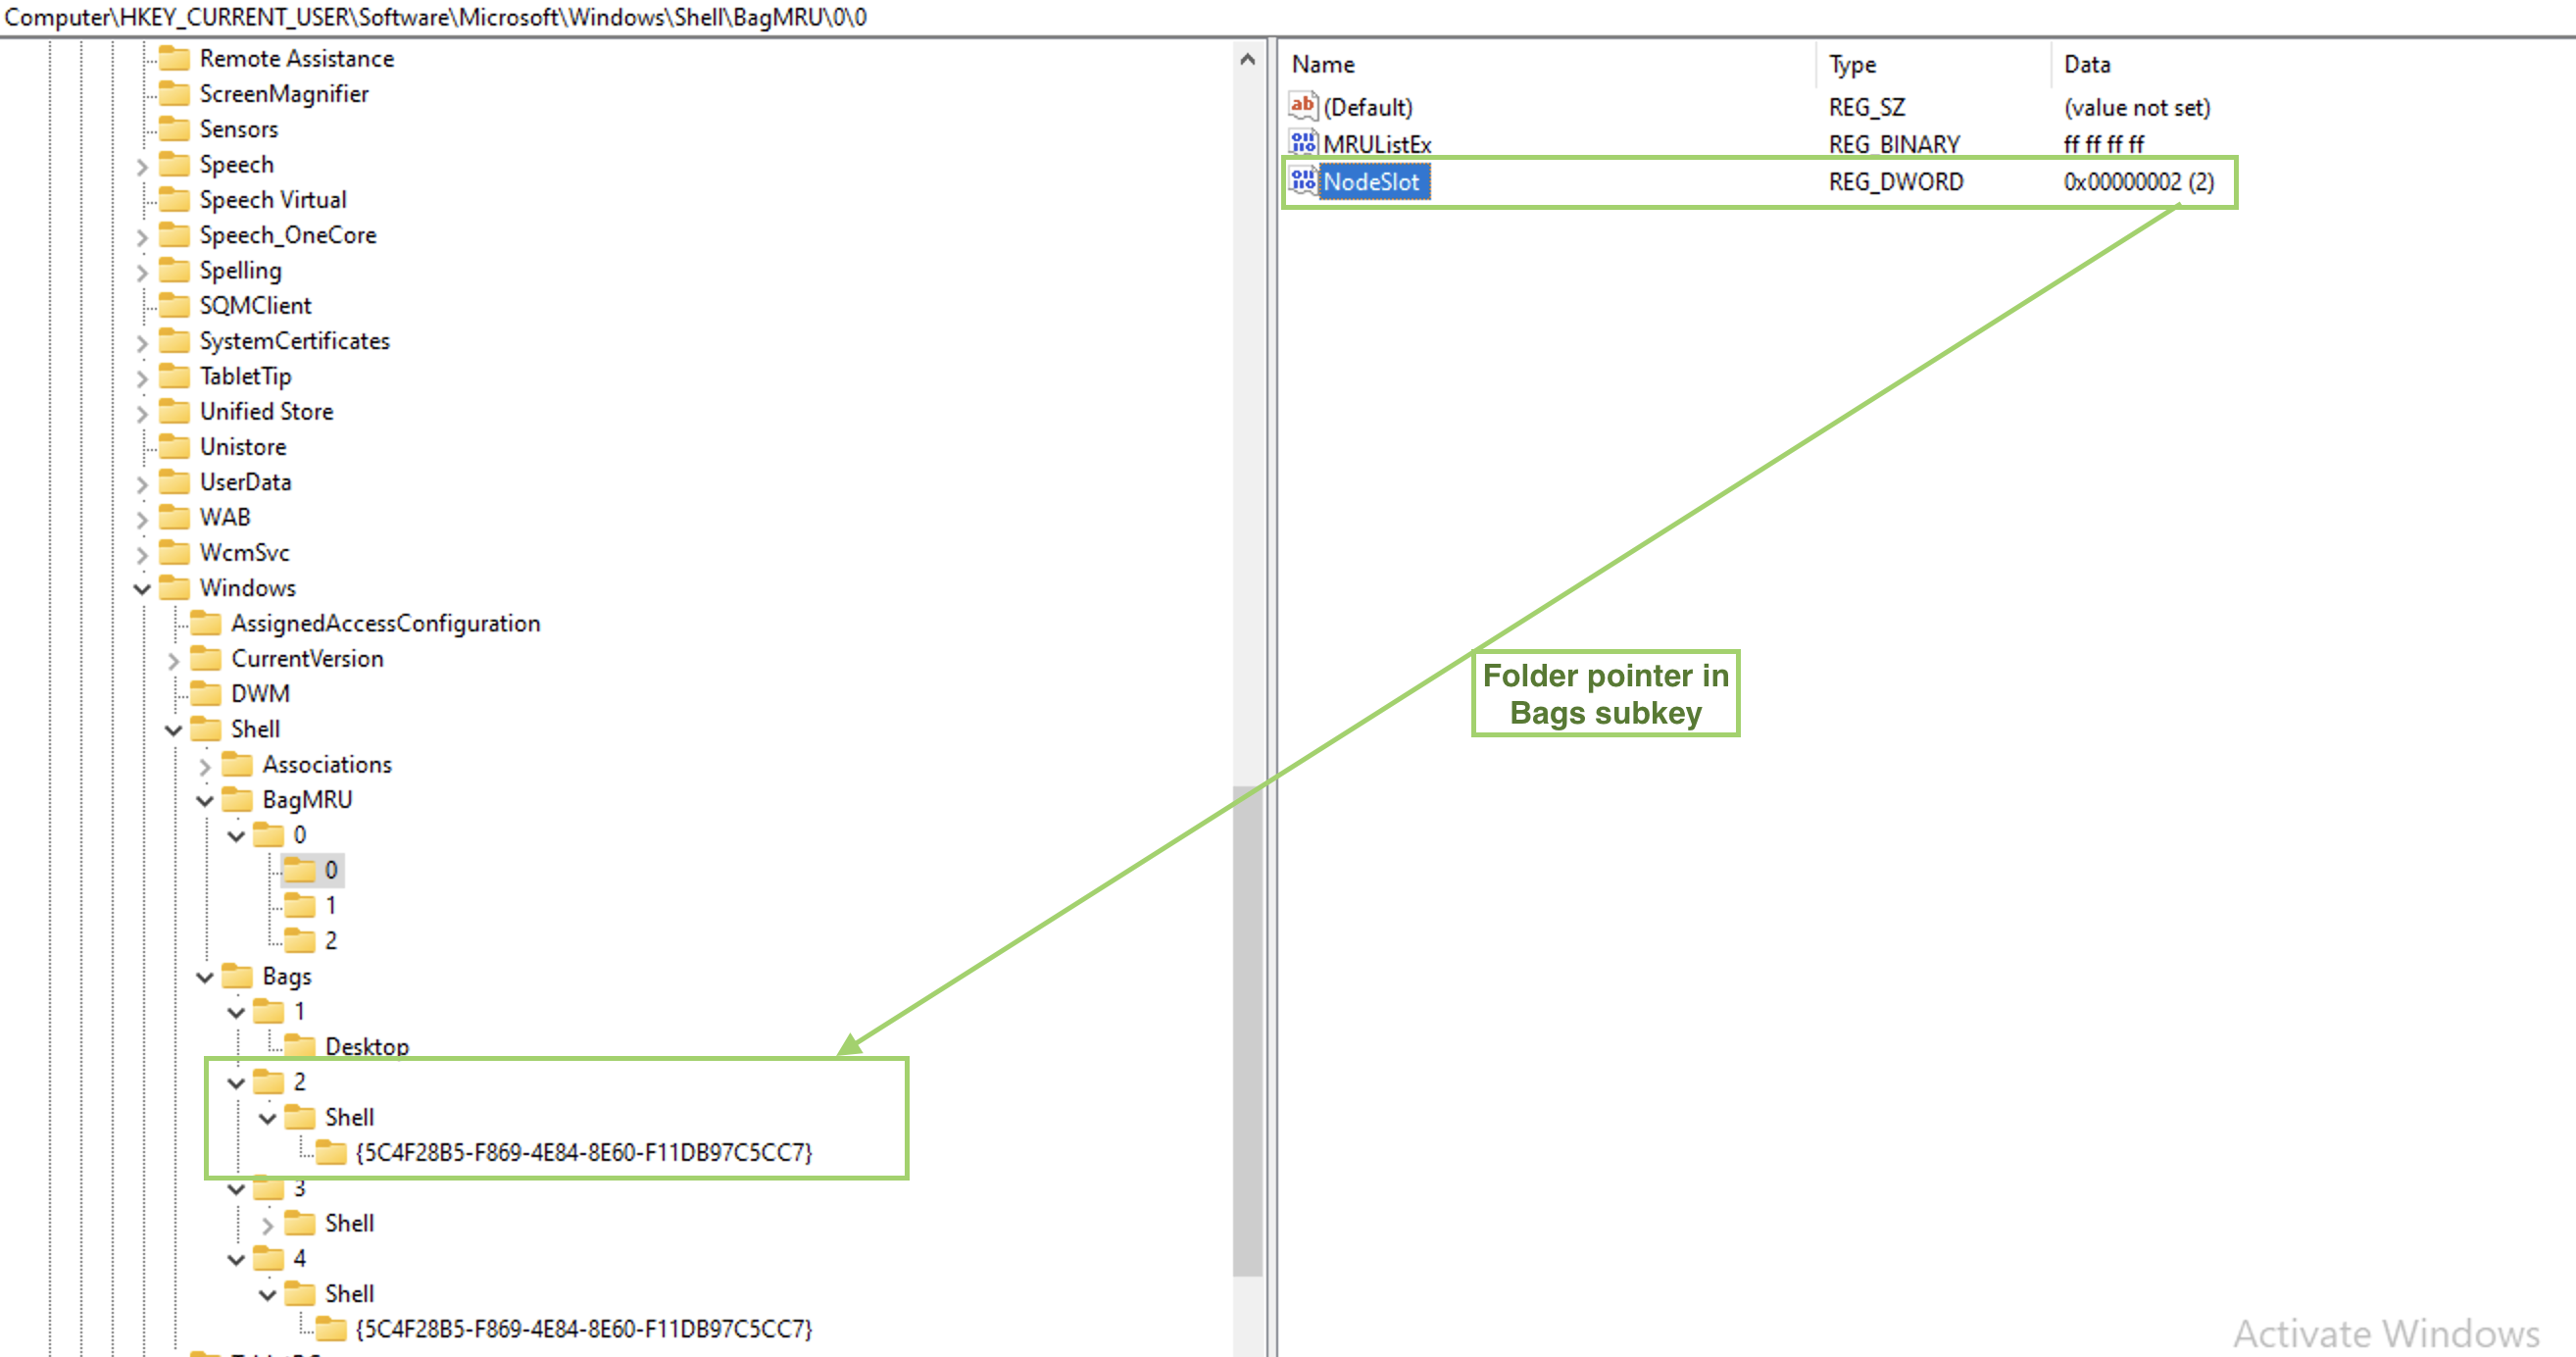 Computer\HKEY_CURRENT_USER\Software\Microsoft\Windows\Shell\BagMRU\0\0
Remote Assistance
ScreenMagnifier
Sensors
Speech
Speech Virtual
Speech_OneCore
Spelling
SQMClient
SystemCertificates
TabletTip
Unified Store
Unistore
UserData
WAB
WcmSvc
Windows
AssignedAccessConfiguration
CurrentVersion
DWM
Shell
Associations
BagMRU
0
0
1
2
Bags
1
Desktop
2
Shell
{5C4F28B5-F869-4E84-8E60-F11DB97C5CC7}
3
Shell
4
Shell
{5C4F28B5-F869-4E84-8E60-F11DB97C5CC7}
Name Type Data
(Default) REG_SZ (value not set)
MRUListEx REG_BINARY ff ff ff ff
NodeSlot REG_DWORD 0x00000002 (2)
Folder pointer in
Bags subkey
Activate Windows